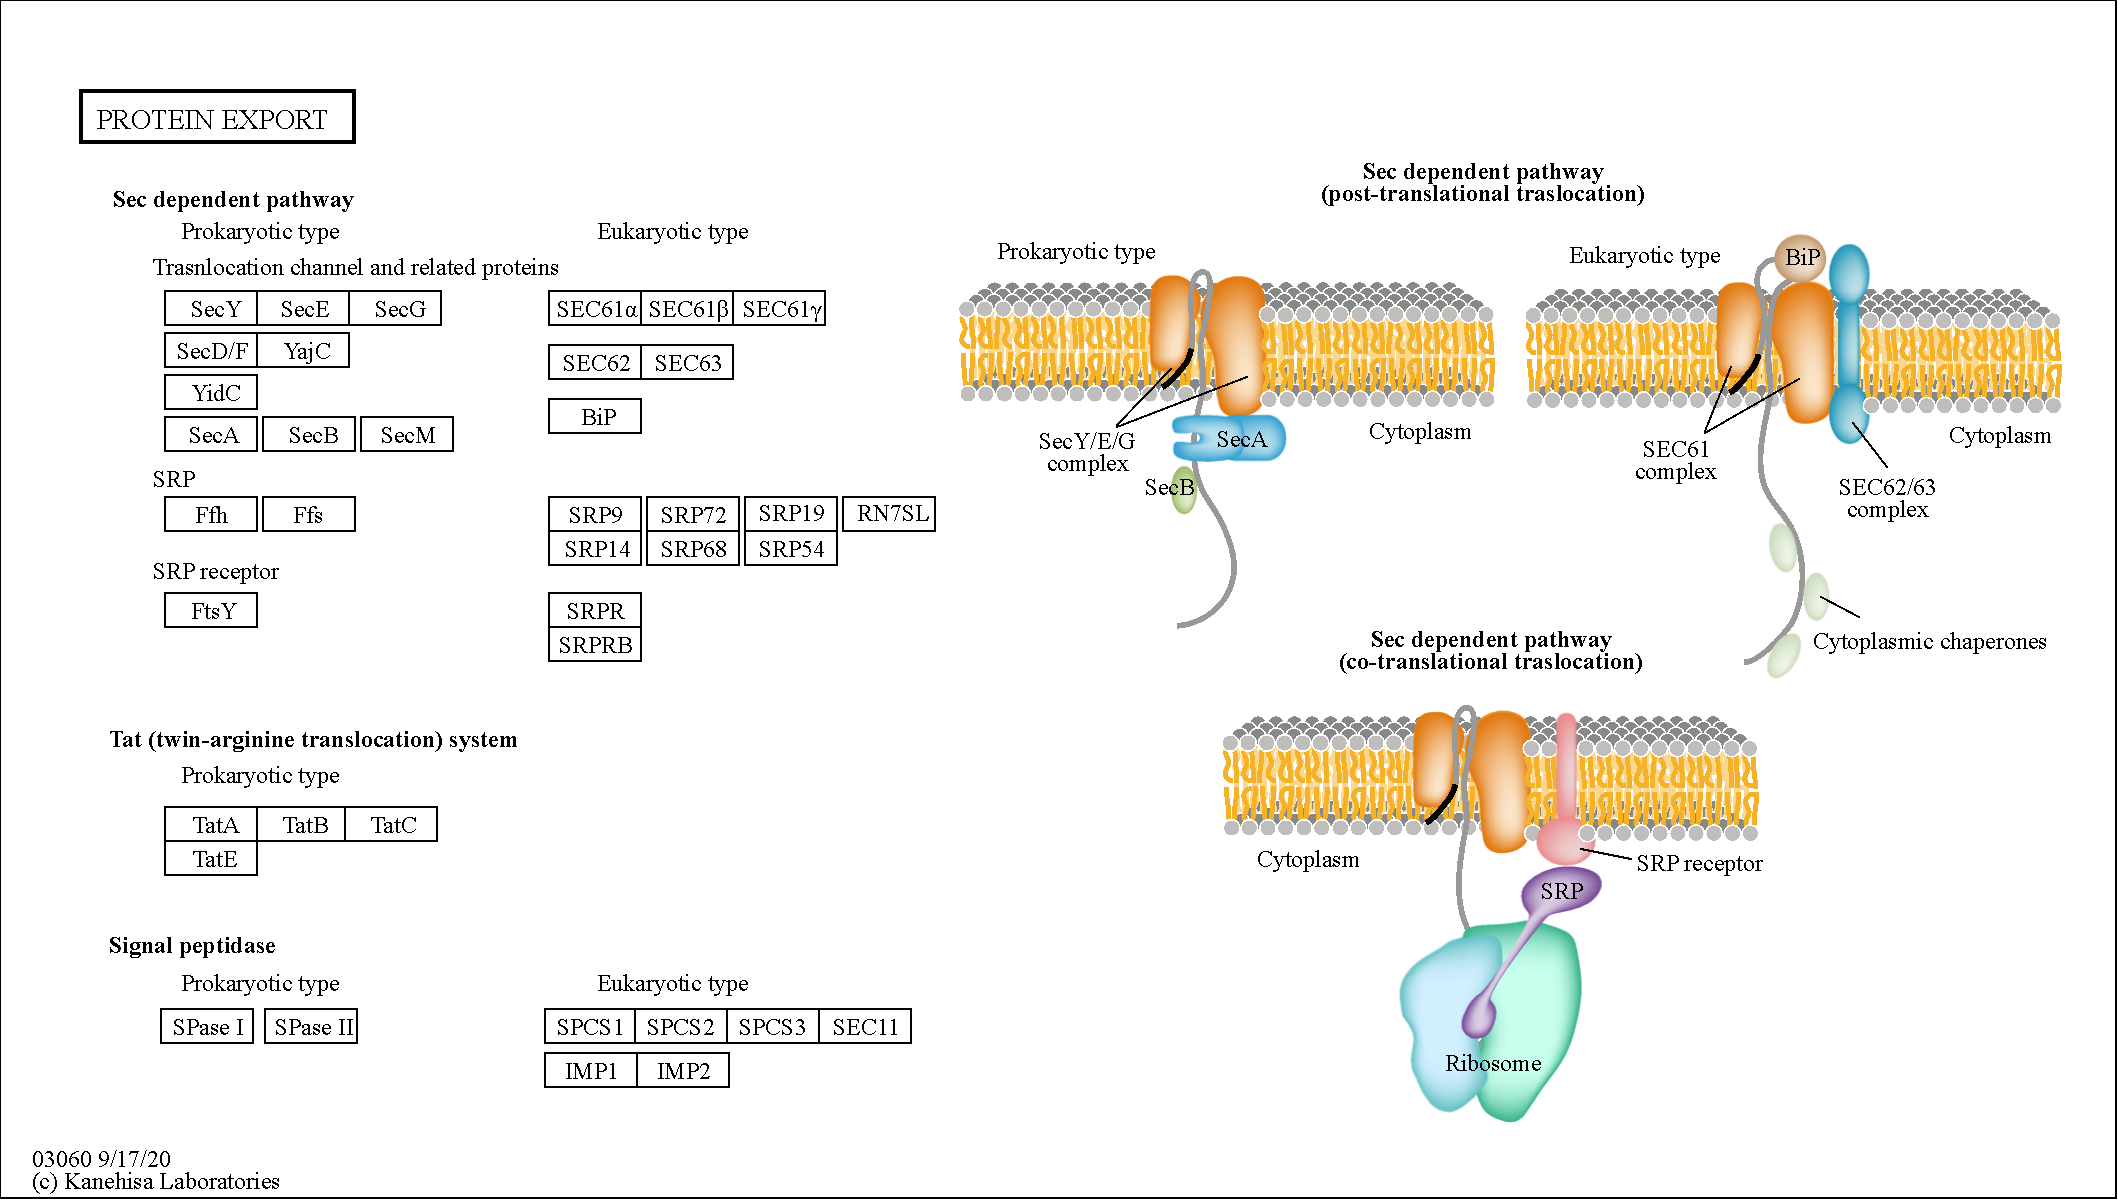 PROTEIN EXPORT
Sec dependent pathway
Prokaryotic type
Eukaryotic type
Trasnlocation channel and related proteins
SecY SecE SecG
SEC61α SEC61β SEC61γ
SecD/F YajC
SEC62 SEC63
YidC
BiP
SecA SecB SecM
SRP
Ffh Ffs
SRP9 SRP72 SRP19 RN7SL
SRP14 SRP68 SRP54
SRP receptor
FtsY
SRPR
SRPRB
Tat (twin-arginine translocation) system
Prokaryotic type
TatA TatB TatC
TatE
Signal peptidase
Prokaryotic type
Eukaryotic type
SPase I SPase II
SPCS1 SPCS2 SPCS3 SEC11
IMP1 IMP2
Sec dependent pathway
(post-translational traslocation)
Prokaryotic type
SecY/E/G
complex
SecA
SecB
Cytoplasm
Eukaryotic type
BiP
SEC61
complex
Cytoplasm
SEC62/63
complex
Cytoplasmic chaperones
Sec dependent pathway
(co-translational traslocation)
Cytoplasm
SRP receptor
SRP
Ribosome
03060 9/17/20
(c) Kanehisa Laboratories